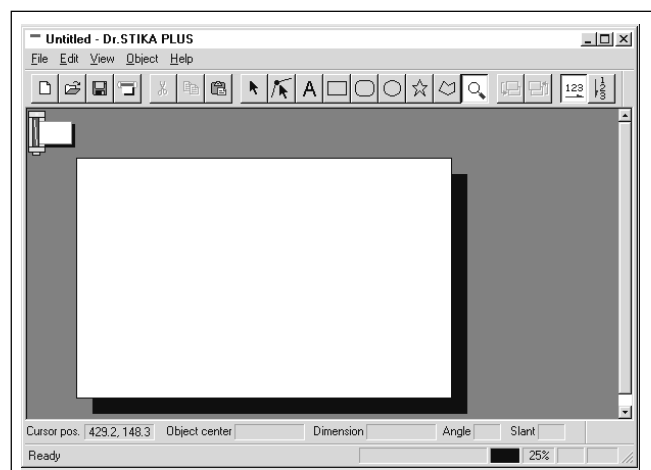 Untitled - Dr.STIKA PLUS
File Edit View Object Help
A 123 123
Cursor pos. 429.2, 148.3 Object center Dimension Angle Slant
Ready 25%